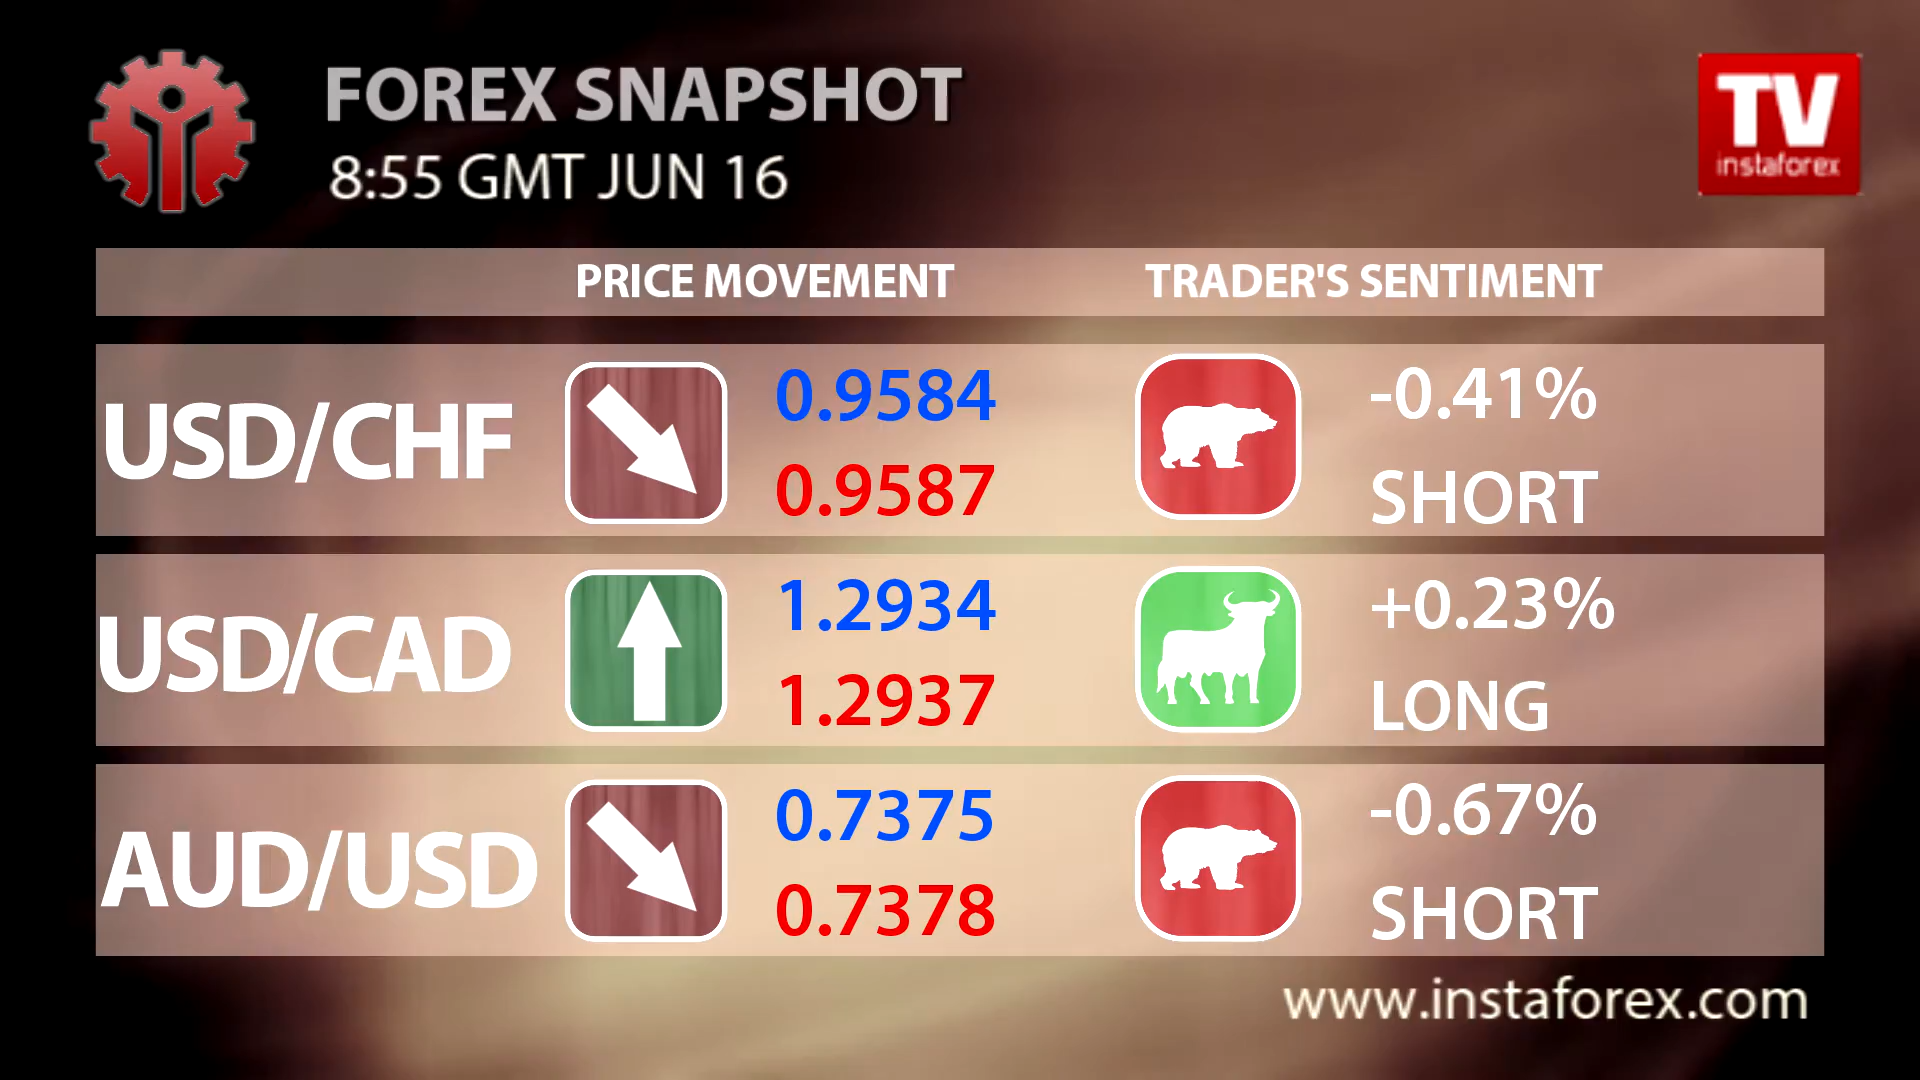 FOREX SNAPSHOT
8:55 GMT JUN 16
TV
instaforex
PRICE MOVEMENT TRADER'S SENTIMENT
USD/CHF
0.9584
0.9587
-0.41%
SHORT
USD/CAD
1.2934
1.2937
+0.23%
LONG
AUD/USD
0.7375
0.7378
-0.67%
SHORT
www.instaforex.com